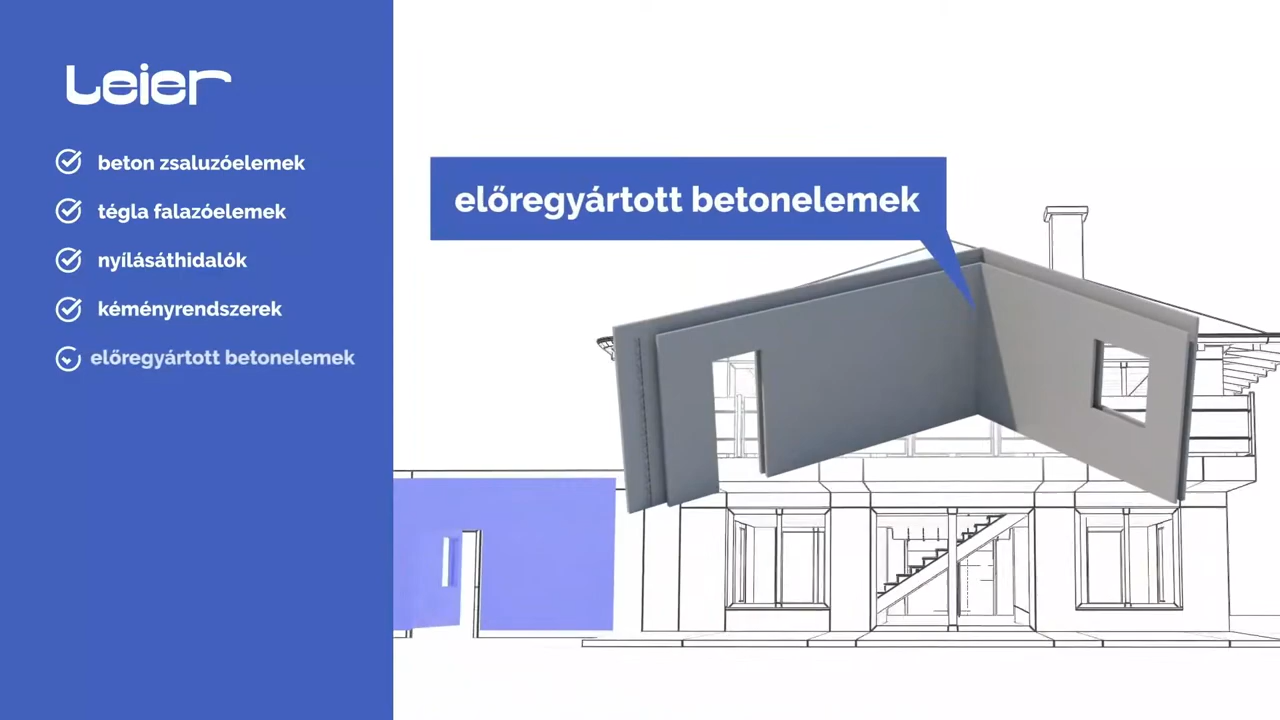 Leier
beton zsaluzóelemek
tégla falazóelemek
nyílásáthidalók
kéményrendszerek
előregyártott betonelemek
előregyártott betonelemek